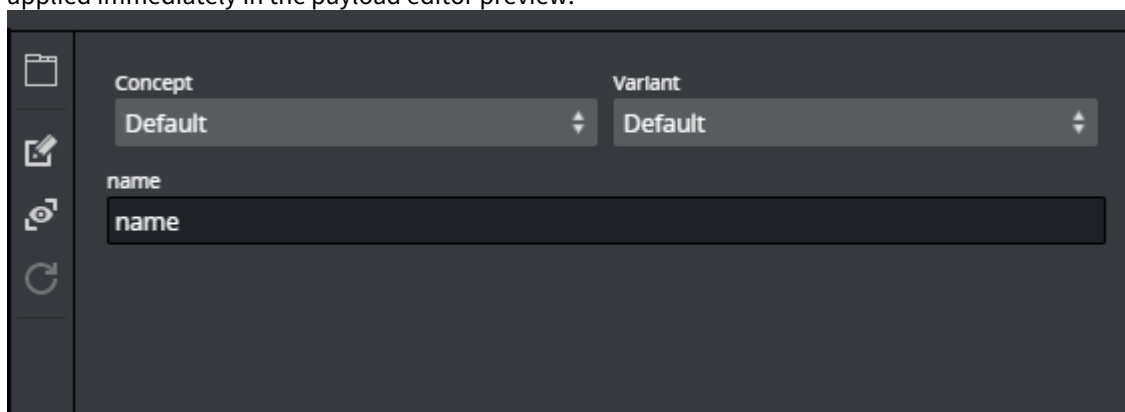 applied immediately in the payload editor preview.
Concept Variant
Default Default
name
name